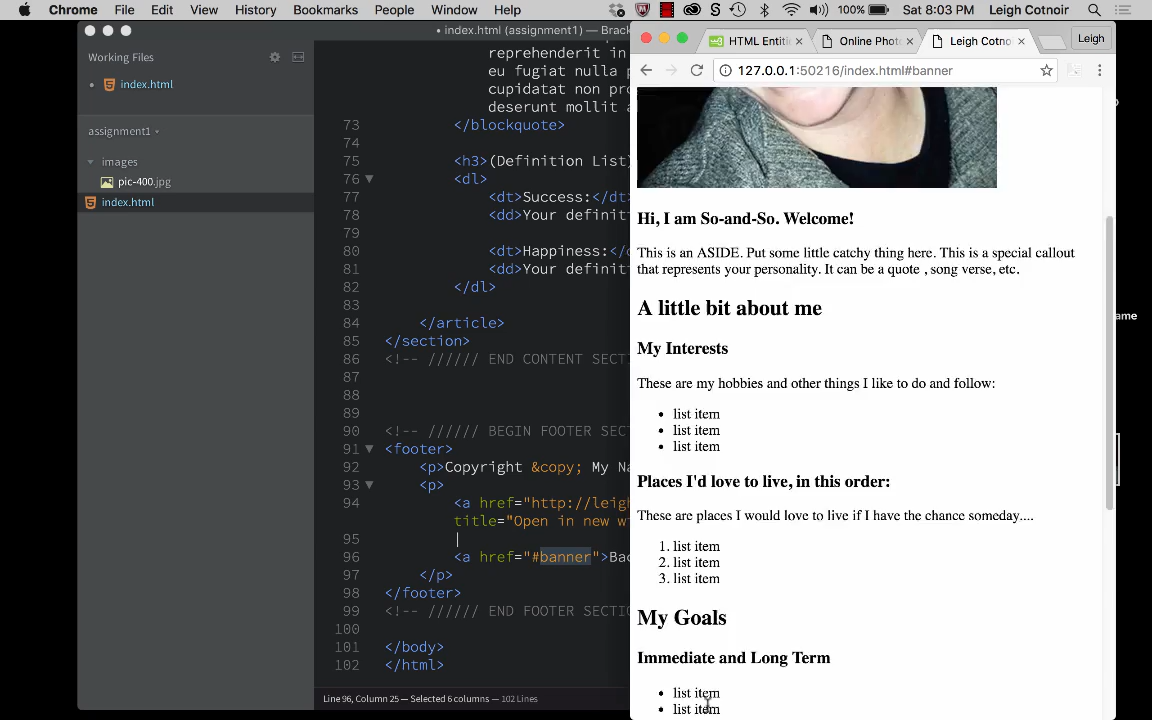 Chrome File Edit View History Bookmarks People Window Help 100% Sat 8:03 PM Leigh Cotnoir
• index.html (assignment1) — Brack
Working Files
• index.html
assignment1
images
pic-400.jpg
index.html
reprehenderit in
eu fugiat nulla p
cupidatat non pro
deserunt mollit a
73 </blockquote>
74
75 <h3>(Definition List)
76 <dl>
77 <dt>Success:</dt
78 <dd>Your definit
79
80 <dt>Happiness:</d
81 <dd>Your definit
82 </dl>
83
84 </article>
85 </section>
86 <!-- ////// END CONTENT SECT
87
88
89
90 <!-- ////// BEGIN FOOTER SEC
91 <footer>
92 <p>Copyright &copy; My Na
93 <p>
94 <a href="http://leigh
title="Open in new w
95 |
96 <a href="#banner">Bac
97 </p>
98 </footer>
99 <!-- ////// END FOOTER SECTIO
100
101 </body>
102 </html>
Line 96, Column 25 — Selected 6 columns — 102 Lines
HTML Entiti Online Photo Leigh Cotnoi Leigh
127.0.0.1:50216/index.html#banner
Hi, I am So-and-So. Welcome!
This is an ASIDE. Put some little catchy thing here. This is a special callout
that represents your personality. It can be a quote , song verse, etc.
A little bit about me
My Interests
These are my hobbies and other things I like to do and follow:
• list item
• list item
• list item
Places I'd love to live, in this order:
These are places I would love to live if I have the chance someday....
1. list item
2. list item
3. list item
My Goals
Immediate and Long Term
• list item
• list item
ame